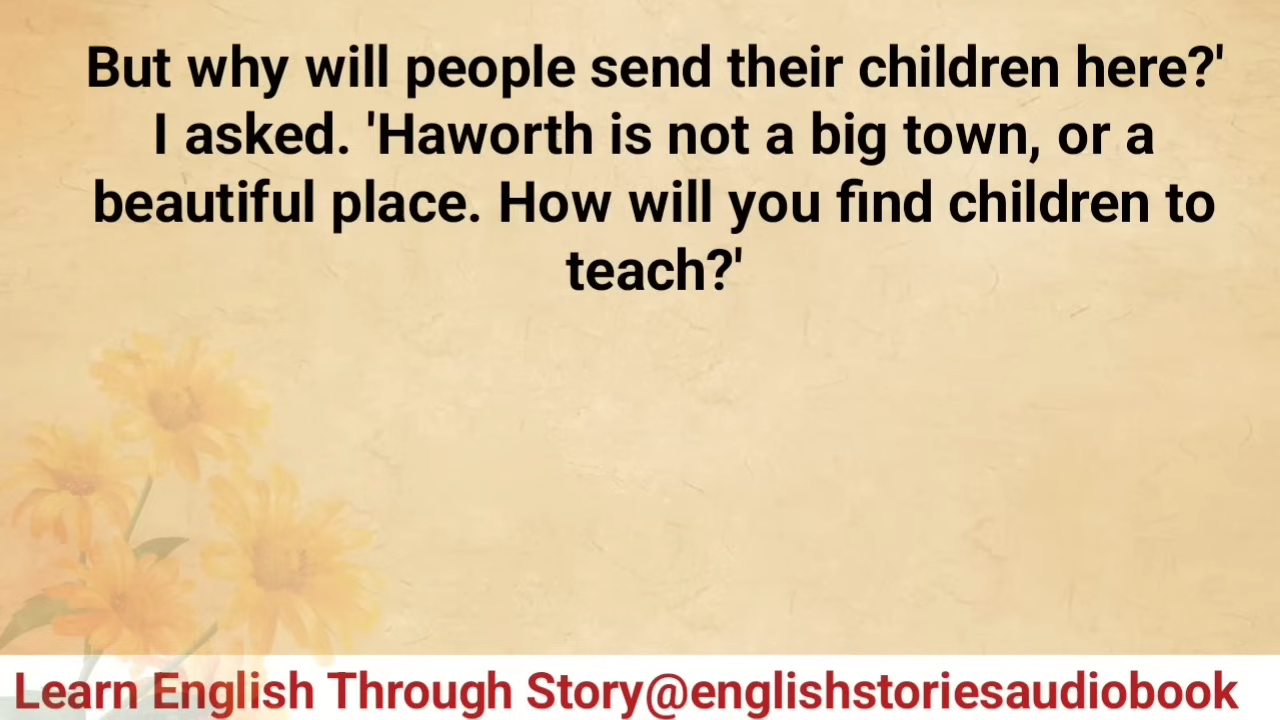 But why will people send their children here?'
I asked. 'Haworth is not a big town, or a
beautiful place. How will you find children to
teach?'
Learn English Through Story@englishstoriesaudiobook